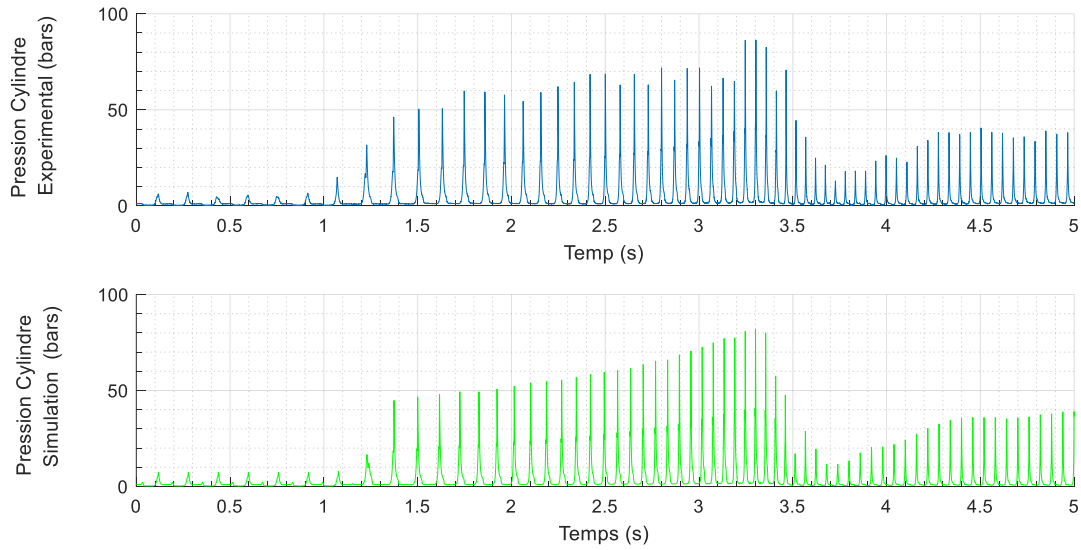 Pression Cylindre
Experimental (bars)
100
50
0
0 0.5 1 1.5 2 2.5 3 3.5 4 4.5 5
Temp (s)
Pression Cylindre
Simulation (bars)
100
50
0
0 0.5 1 1.5 2 2.5 3 3.5 4 4.5 5
Temps (s)